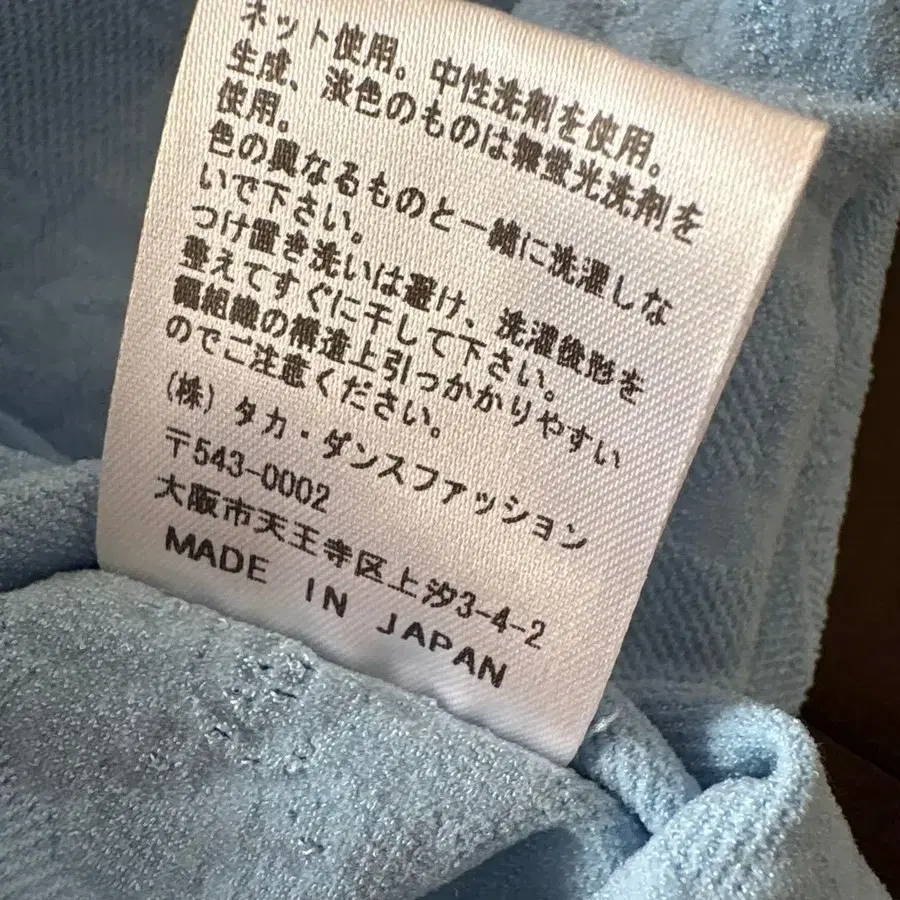 ネット使用。中性洗剤を使用。
生成、淡色のものは無蛍光洗剤を
使用。
色の異なるものと一緒に洗濯しな
いで下さい。
つけ置き洗いは避け、洗濯後形を
整えてすぐに干して下さい。
編組織の構造上引っかかりやすい
のでご注意ください。
(株)タカ・ダンスファッション
〒543-0002
大阪市天王寺区上汐3-4-2
MADE IN JAPAN